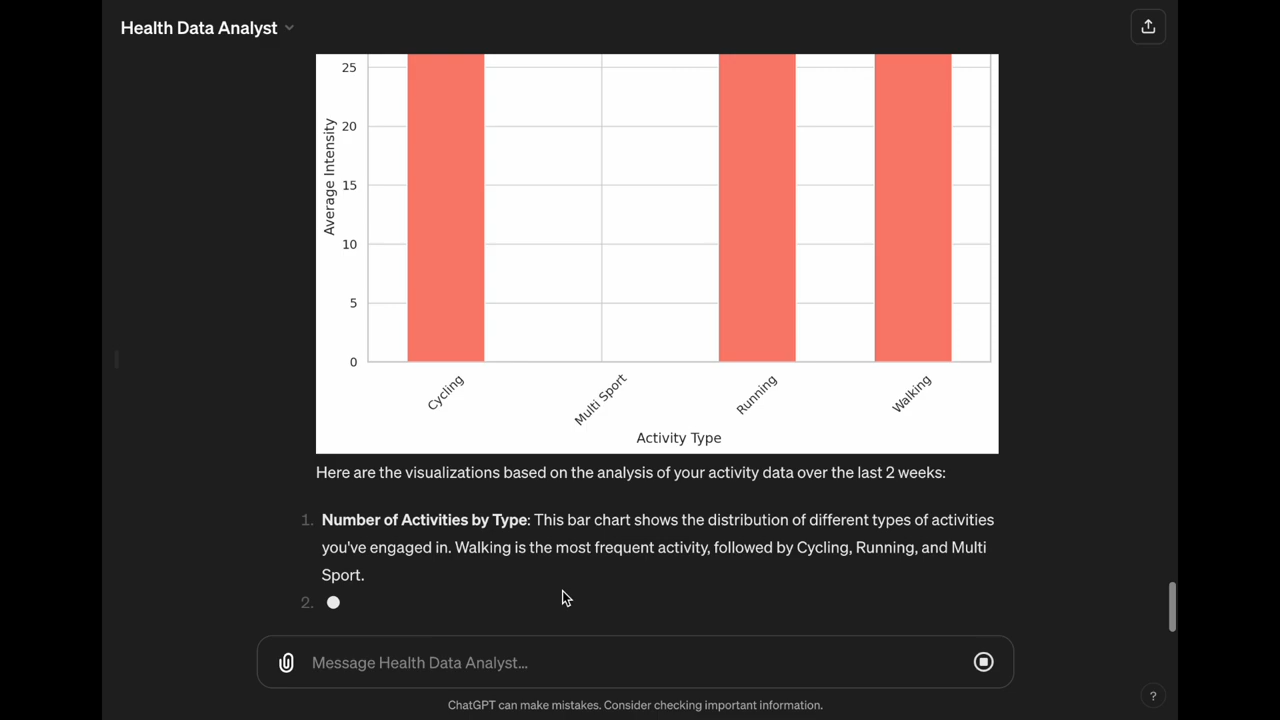 Health Data Analyst
25
20
15
10
5
0
Average Intensity
Cycling
Multi Sport
Running
Walking
Activity Type
Here are the visualizations based on the analysis of your activity data over the last 2 weeks:
1. Number of Activities by Type: This bar chart shows the distribution of different types of activities
you've engaged in. Walking is the most frequent activity, followed by Cycling, Running, and Multi
Sport.
2.
Message Health Data Analyst...
ChatGPT can make mistakes. Consider checking important information.
?